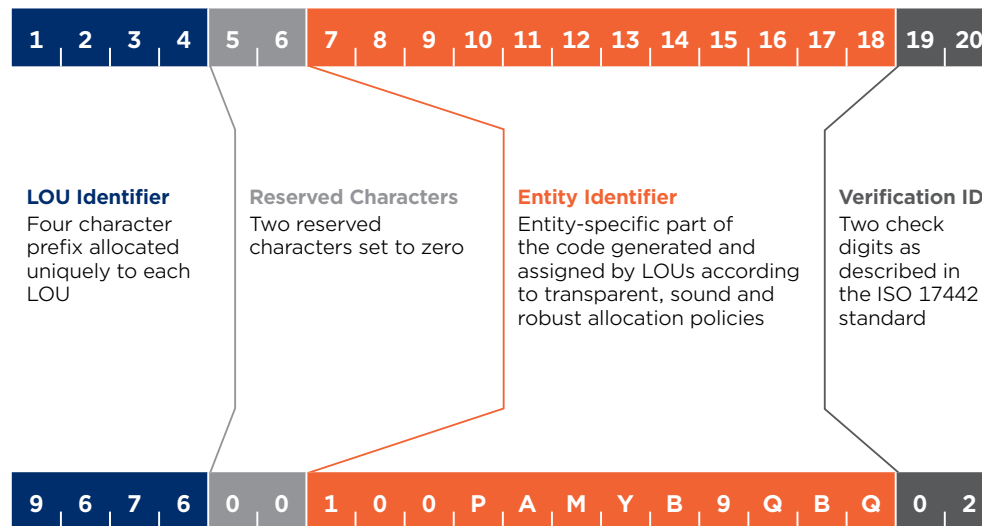 1 2 3 4 5 6 7 8 9 10 11 12 13 14 15 16 17 18 19 20
LOU Identifier
Four character
prefix allocated
uniquely to each
LOU
Reserved Characters
Two reserved
characters set to zero
Entity Identifier
Entity-specific part of
the code generated and
assigned by LOUs according
to transparent, sound and
robust allocation policies
Verification ID
Two check
digits as
described in
the ISO 17442
standard
9 6 7 6 0 0 1 0 0 P A M Y B 9 Q B Q 0 2